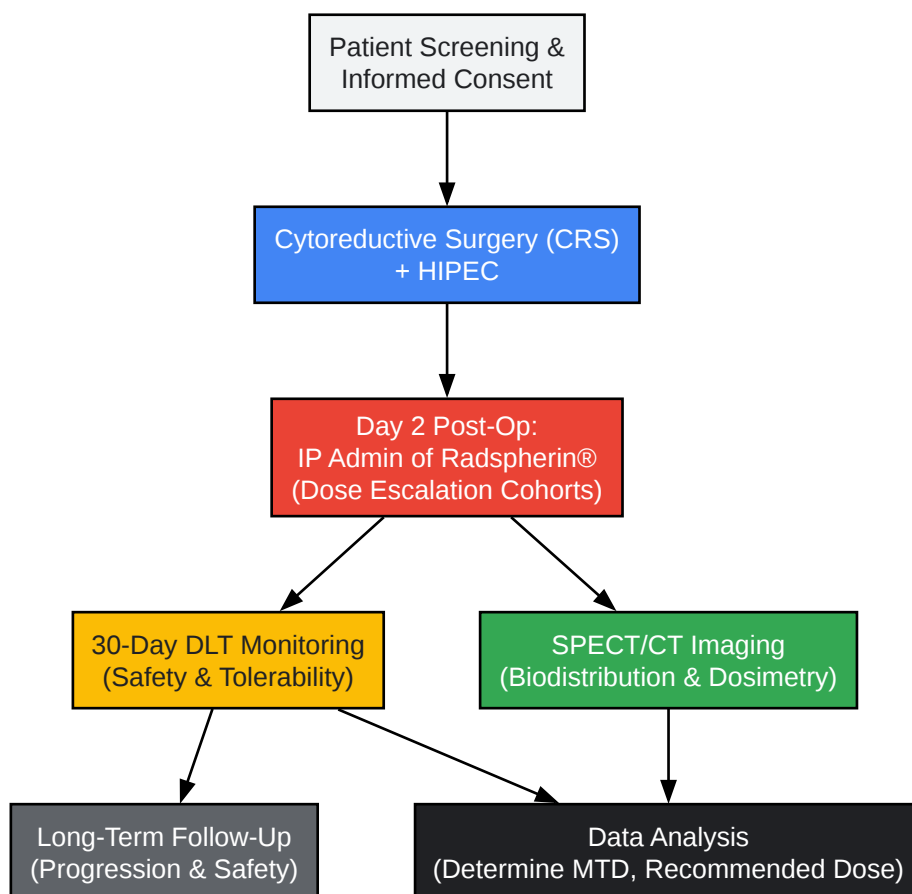 Patient Screening &
Informed Consent
Cytoreductive Surgery (CRS)
+ HIPEC
Day 2 Post-Op:
IP Admin of Radspherin®
(Dose Escalation Cohorts)
30-Day DLT Monitoring
(Safety & Tolerability)
SPECT/CT Imaging
(Biodistribution & Dosimetry)
Long-Term Follow-Up
(Progression & Safety)
Data Analysis
(Determine MTD, Recommended Dose)